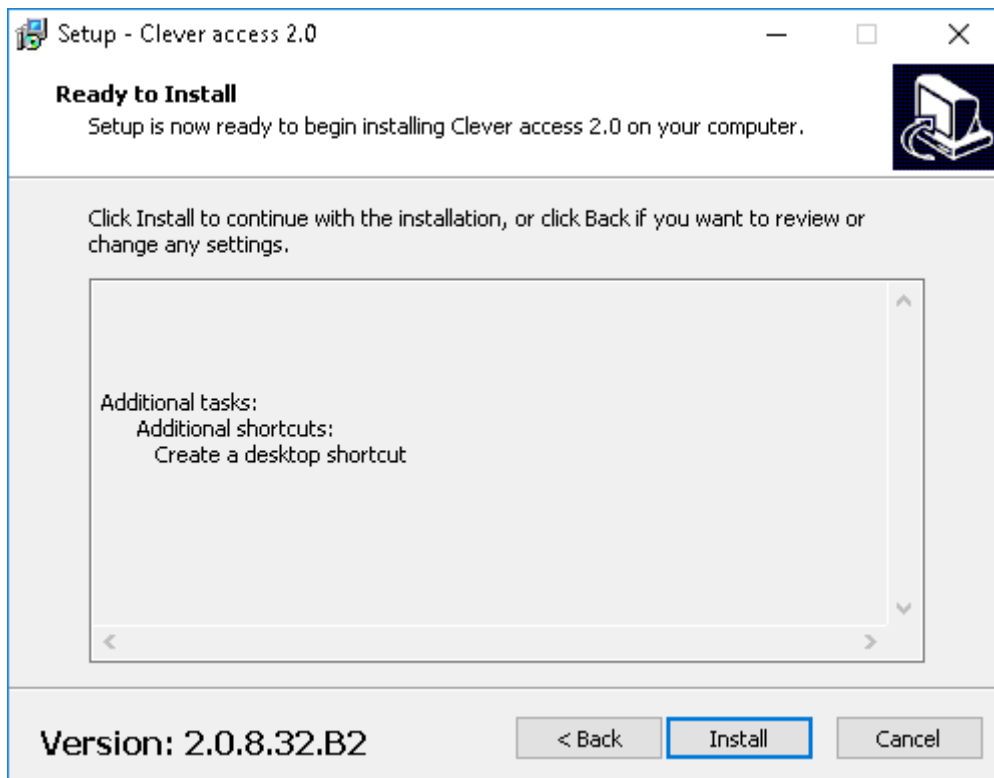 Setup - Clever access 2.0
Ready to Install
Setup is now ready to begin installing Clever access 2.0 on your computer.
Click Install to continue with the installation, or click Back if you want to review or
change any settings.
Additional tasks:
Additional shortcuts:
Create a desktop shortcut
Version: 2.0.8.32.B2
< Back
Install
Cancel